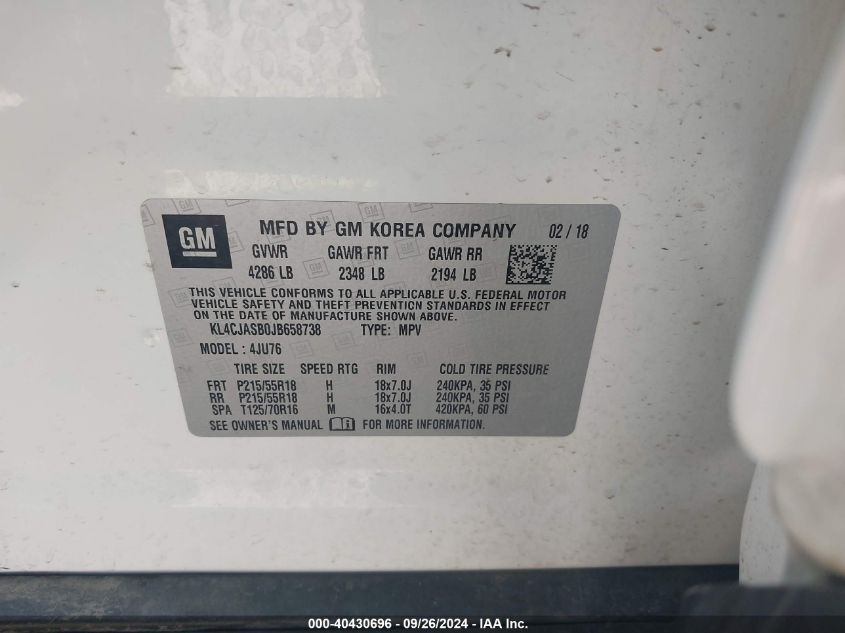 GM MFD BY GM KOREA COMPANY 02 / 18
GVWR GAWR FRT GAWR RR
4286 LB 2348 LB 2194 LB
THIS VEHICLE CONFORMS TO ALL APPLICABLE U.S. FEDERAL MOTOR
VEHICLE SAFETY AND THEFT PREVENTION STANDARDS IN EFFECT
ON THE DATE OF MANUFACTURE SHOWN ABOVE.
KL4CJASB0JB658738 TYPE: MPV
MODEL : 4JU76
TIRE SIZE SPEED RTG RIM COLD TIRE PRESSURE
FRT P215/55R18 H 18x7.0J 240KPA, 35 PSI
RR P215/55R18 H 18x7.0J 240KPA, 35 PSI
SPA T125/70R16 M 16x4.0T 420KPA, 60 PSI
SEE OWNER'S MANUAL FOR MORE INFORMATION.
000-40430696 - 09/26/2024 - IAA Inc.